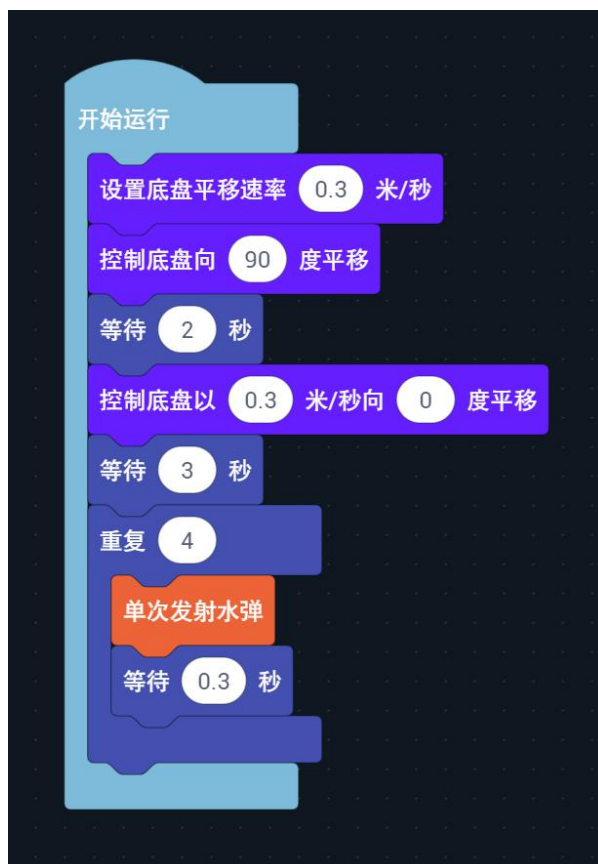 开始运行
设置底盘平移速率 0.3 米/秒
控制底盘向 90 度平移
等待 2 秒
控制底盘以 0.3 米/秒向 0 度平移
等待 3 秒
重复 4
单次发射水弹
等待 0.3 秒